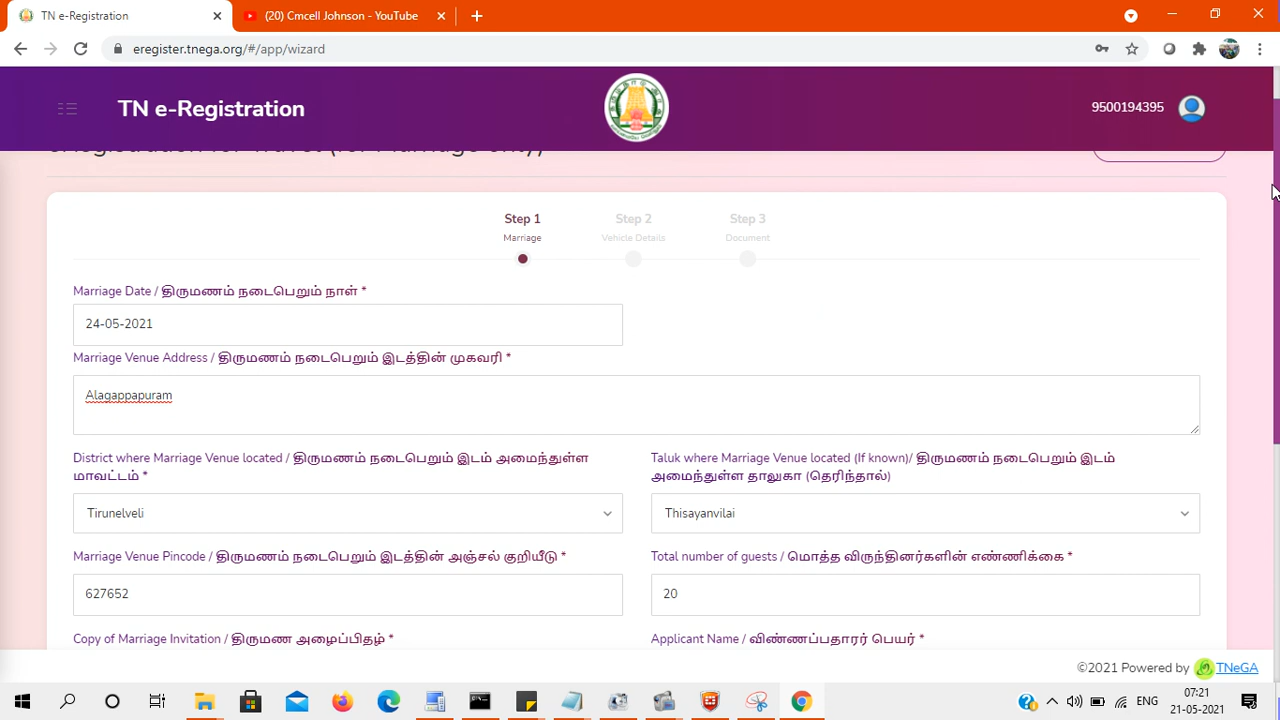 TN e-Registration
(20) Cmcell Johnson - YouTube
eregister.tnega.org/#/app/wizard
TN e-Registration
9500194395
Step 1
Step 2
Step 3
Marriage
Vehicle Details
Document
Marriage Date / திருமணம் நடைபெறும் நாள் *
24-05-2021
Marriage Venue Address / திருமணம் நடைபெறும் இடத்தின் முகவரி *
Alagappapuram
District where Marriage Venue located / திருமணம் நடைபெறும் இடம் அமைந்துள்ள
மாவட்டம் *
Taluk where Marriage Venue located (If known)/ திருமணம் நடைபெறும் இடம்
அமைந்துள்ள தாலுகா (தெரிந்தால்)
Tirunelveli
Thisayanvilai
Marriage Venue Pincode / திருமணம் நடைபெறும் இடத்தின் அஞ்சல் குறியீடு *
Total number of guests / மொத்த விருந்தினர்களின் எண்ணிக்கை *
627652
20
Copy of Marriage Invitation / திருமண அழைப்பிதழ் *
Applicant Name / விண்ணப்பதாரர் பெயர் *
©2021 Powered by TNeGA
ENG
17:21
21-05-2021